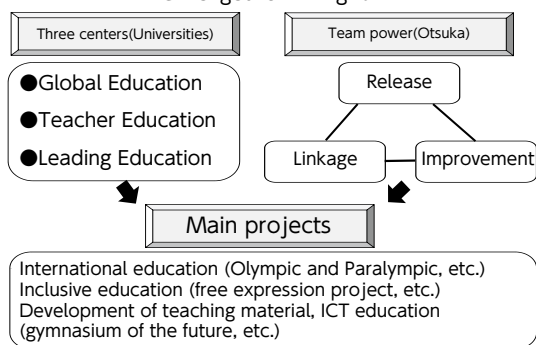 Three centers(Universities)
Team power(Otsuka)
●Global Education
●Teacher Education
●Leading Education
Release
Linkage
Improvement
Main projects
International education (Olympic and Paralympic, etc.)
Inclusive education (free expression project, etc.)
Development of teaching material, ICT education
(gymnasium of the future, etc.)